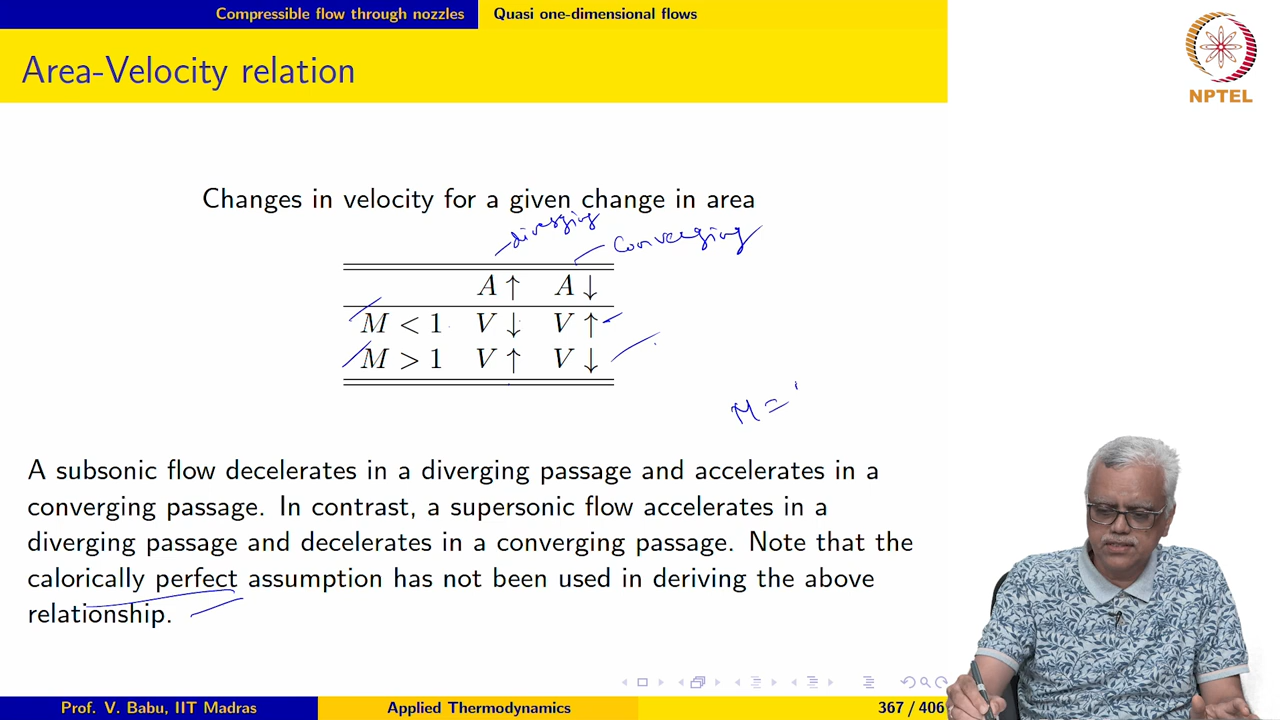 Compressible flow through nozzles Quasi one-dimensional flows
Area-Velocity relation
NPTEL
Changes in velocity for a given change in area
diverging converging
A ↑ A ↓
M < 1 V ↓ V ↑
M > 1 V ↑ V ↓
M =
A subsonic flow decelerates in a diverging passage and accelerates in a
converging passage. In contrast, a supersonic flow accelerates in a
diverging passage and decelerates in a converging passage. Note that the
calorically perfect assumption has not been used in deriving the above
relationship.
Prof. V. Babu, IIT Madras Applied Thermodynamics 367 / 406